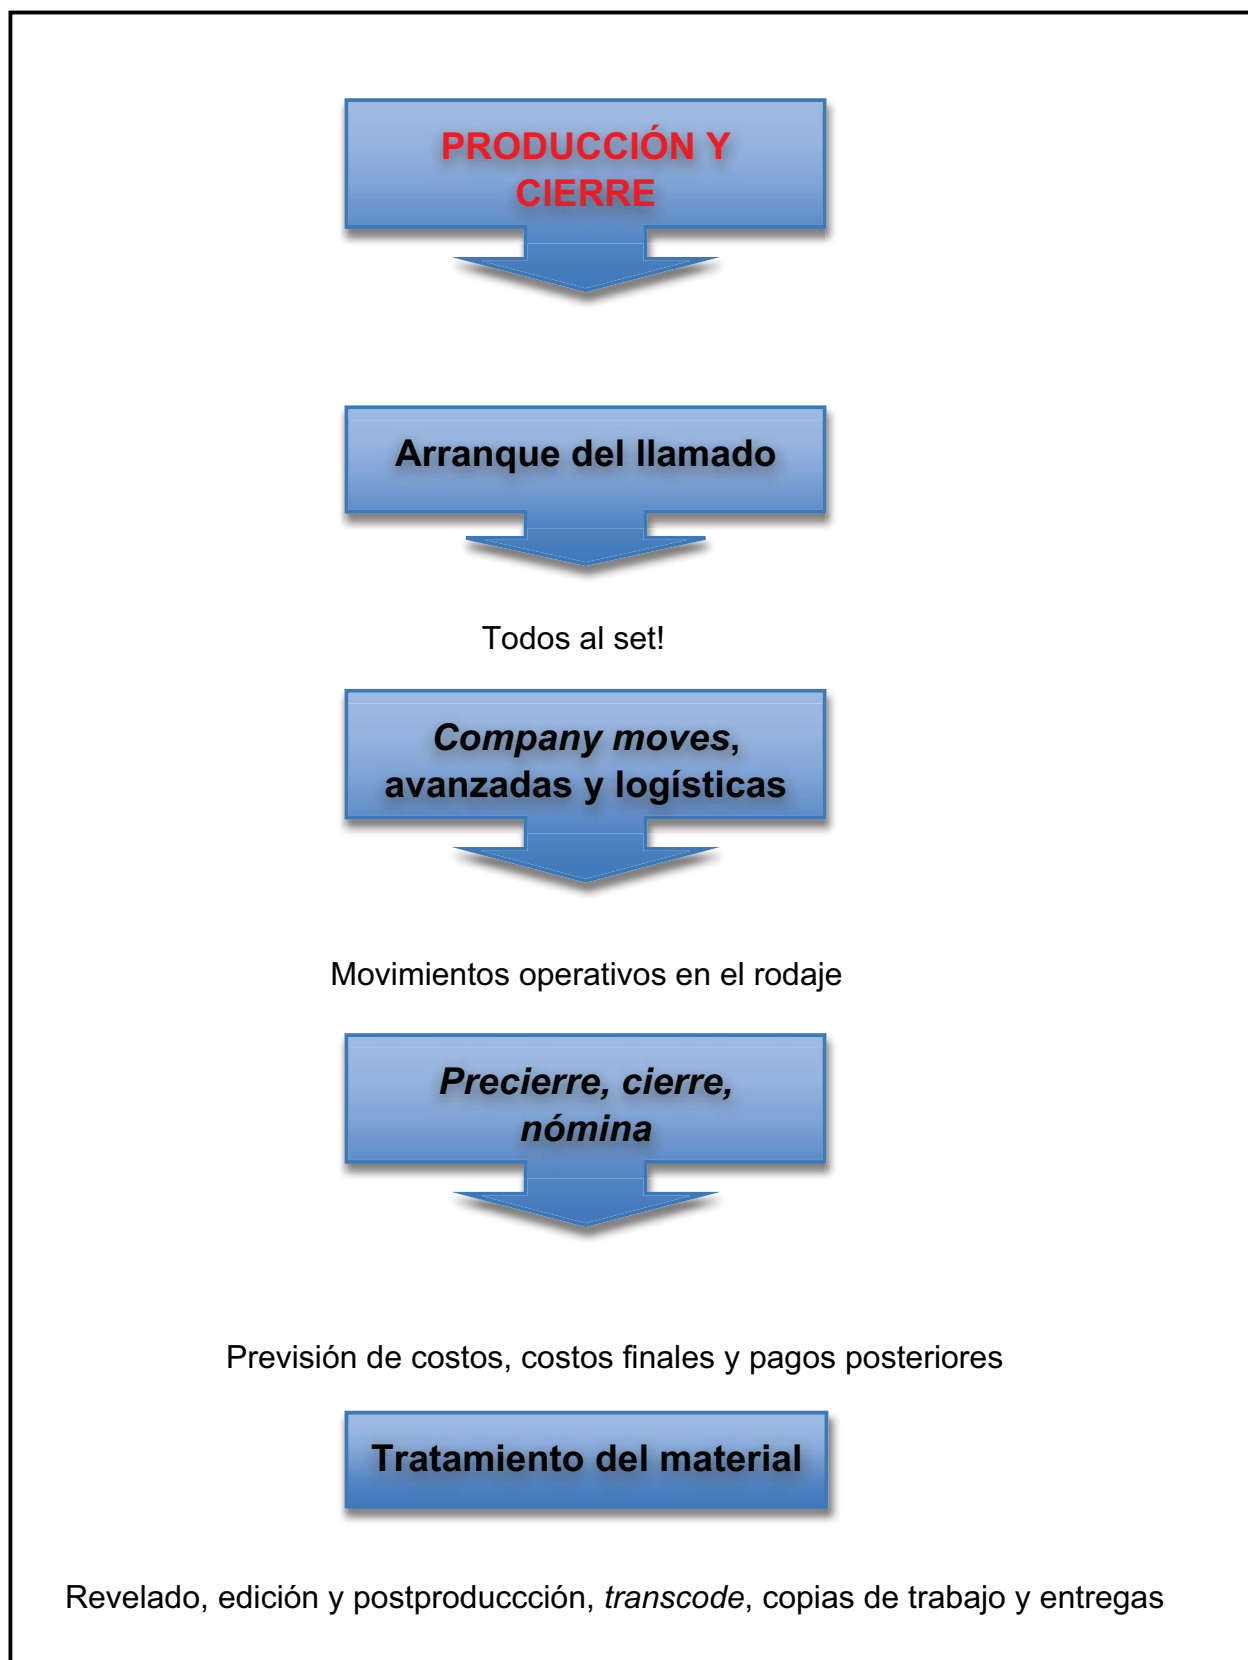 PRODUCCIÓN Y
CIERRE
Arranque del llamado
Todos al set!
Company moves,
avanzadas y logísticas
Movimientos operativos en el rodaje
Precierre, cierre,
nómina
Previsión de costos, costos finales y pagos posteriores
Tratamiento del material
Revelado, edición y postproduccción, transcode, copias de trabajo y entregas